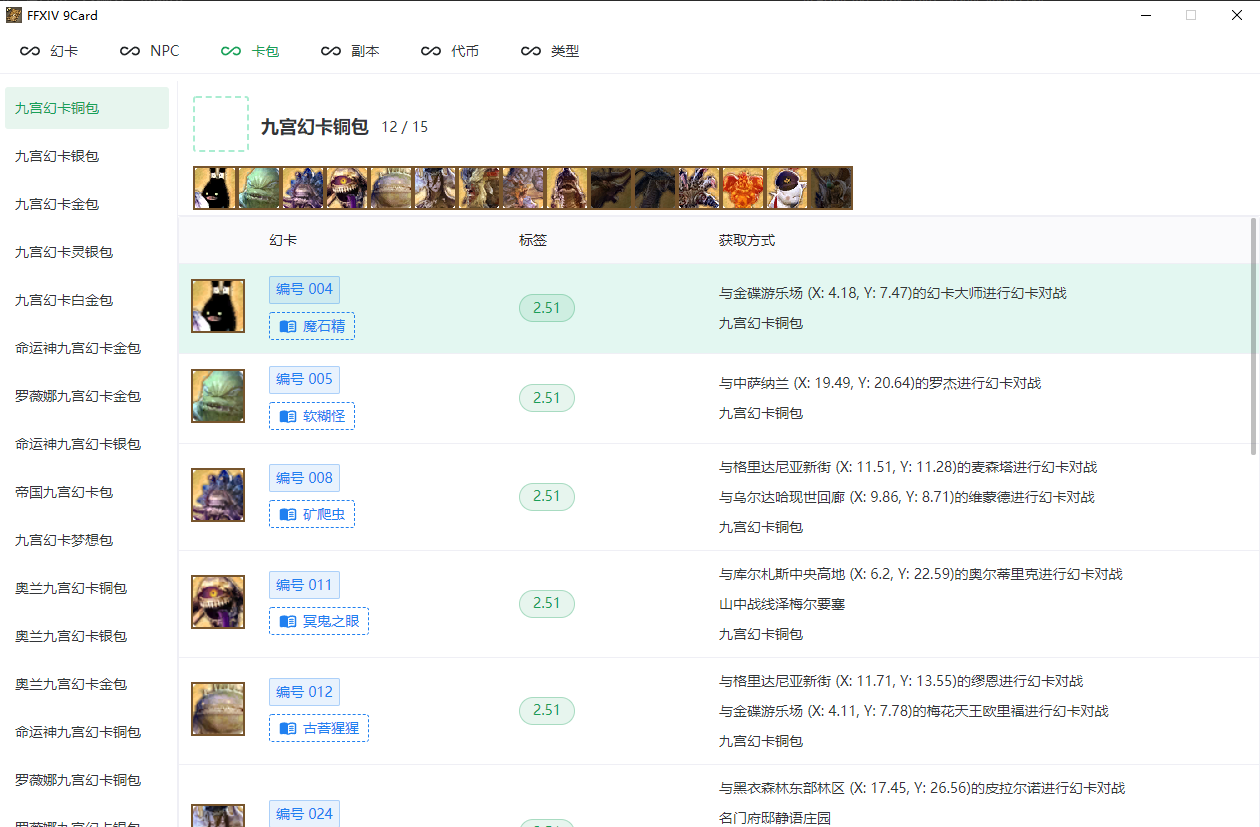 FFXIV 9Card
幻卡 NPC 卡包 副本 代币 类型
九宫幻卡铜包
九宫幻卡银包
九宫幻卡金包
九宫幻卡灵银包
九宫幻卡白金包
命运神九宫幻卡金包
罗薇娜九宫幻卡金包
命运神九宫幻卡银包
帝国九宫幻卡包
九宫幻卡梦想包
奥兰九宫幻卡铜包
奥兰九宫幻卡银包
奥兰九宫幻卡金包
命运神九宫幻卡铜包
罗薇娜九宫幻卡铜包
罗薇娜九宫幻卡银包
九宫幻卡铜包 12 / 15
幻卡 标签 获取方式
编号 004
魔石精
2.51
与金碟游乐场 (X: 4.18, Y: 7.47)的幻卡大师进行幻卡对战
九宫幻卡铜包
编号 005
软糊怪
2.51
与中萨纳兰 (X: 19.49, Y: 20.64)的罗杰进行幻卡对战
九宫幻卡铜包
编号 008
矿爬虫
2.51
与格里达尼亚新街 (X: 11.51, Y: 11.28)的麦森塔进行幻卡对战
与乌尔达哈现世回廊 (X: 9.86, Y: 8.71)的维蒙德进行幻卡对战
九宫幻卡铜包
编号 011
冥鬼之眼
2.51
与库尔札斯中央高地 (X: 6.2, Y: 22.59)的奥尔蒂里克进行幻卡对战
山中战线泽梅尔要塞
九宫幻卡铜包
编号 012
古菩猩猩
2.51
与格里达尼亚新街 (X: 11.71, Y: 13.55)的缪恩进行幻卡对战
与金碟游乐场 (X: 4.11, Y: 7.78)的梅花天王欧里福进行幻卡对战
九宫幻卡铜包
编号 024
与黑衣森林东部林区 (X: 17.45, Y: 26.56)的皮拉尔诺进行幻卡对战
名门府邸静语庄园